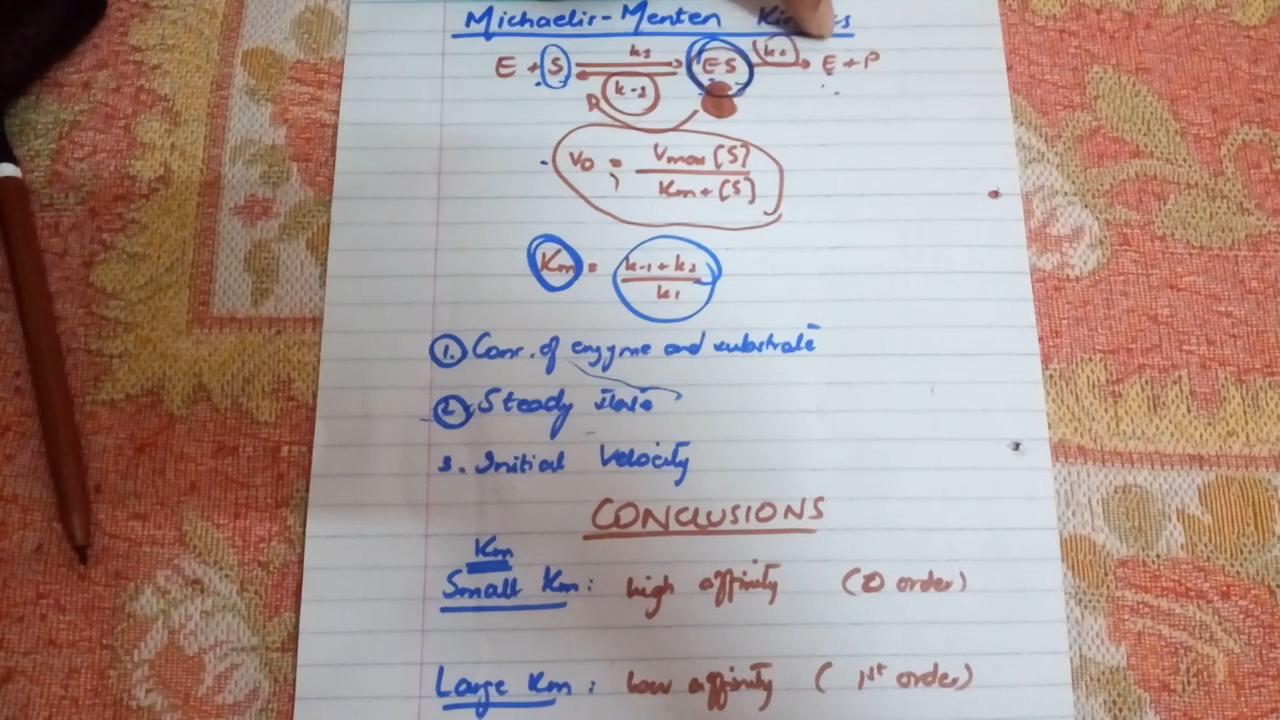 Michaelis-Menten
k1
E + S ES k2 E + P
k-1
Vo = Vmax [S]
Km + [S]
Km = k-1 + k2
k1
1. Conc. of enzyme and substrate
2. Steady state
3. Initial Velocity
CONCLUSIONS
Km
Small Km: high affinity (0 order)
Large Km: low affinity (1st order)